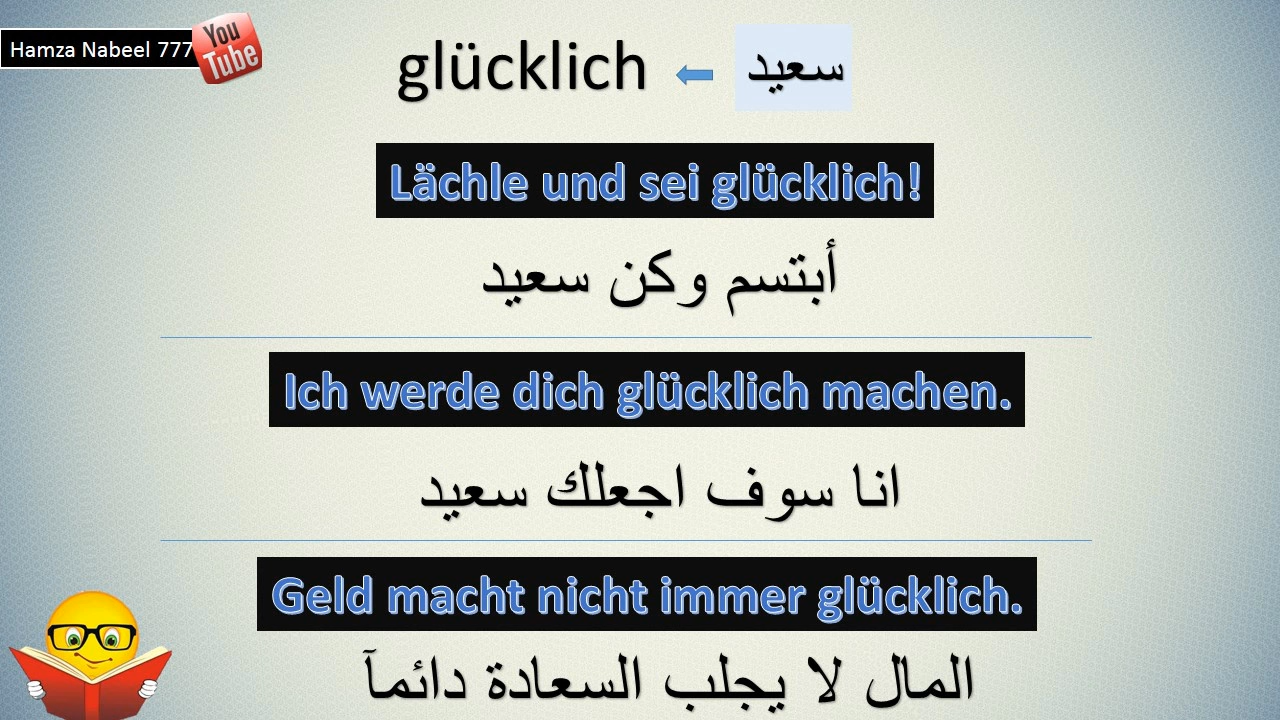 Hamza Nabeel 777
You
Tube
glücklich ← سعيد
Lächle und sei glücklich!
أبتسم وكن سعيد
Ich werde dich glücklich machen.
انا سوف اجعلك سعيد
Geld macht nicht immer glücklich.
المال لا يجلب السعادة دائمآ